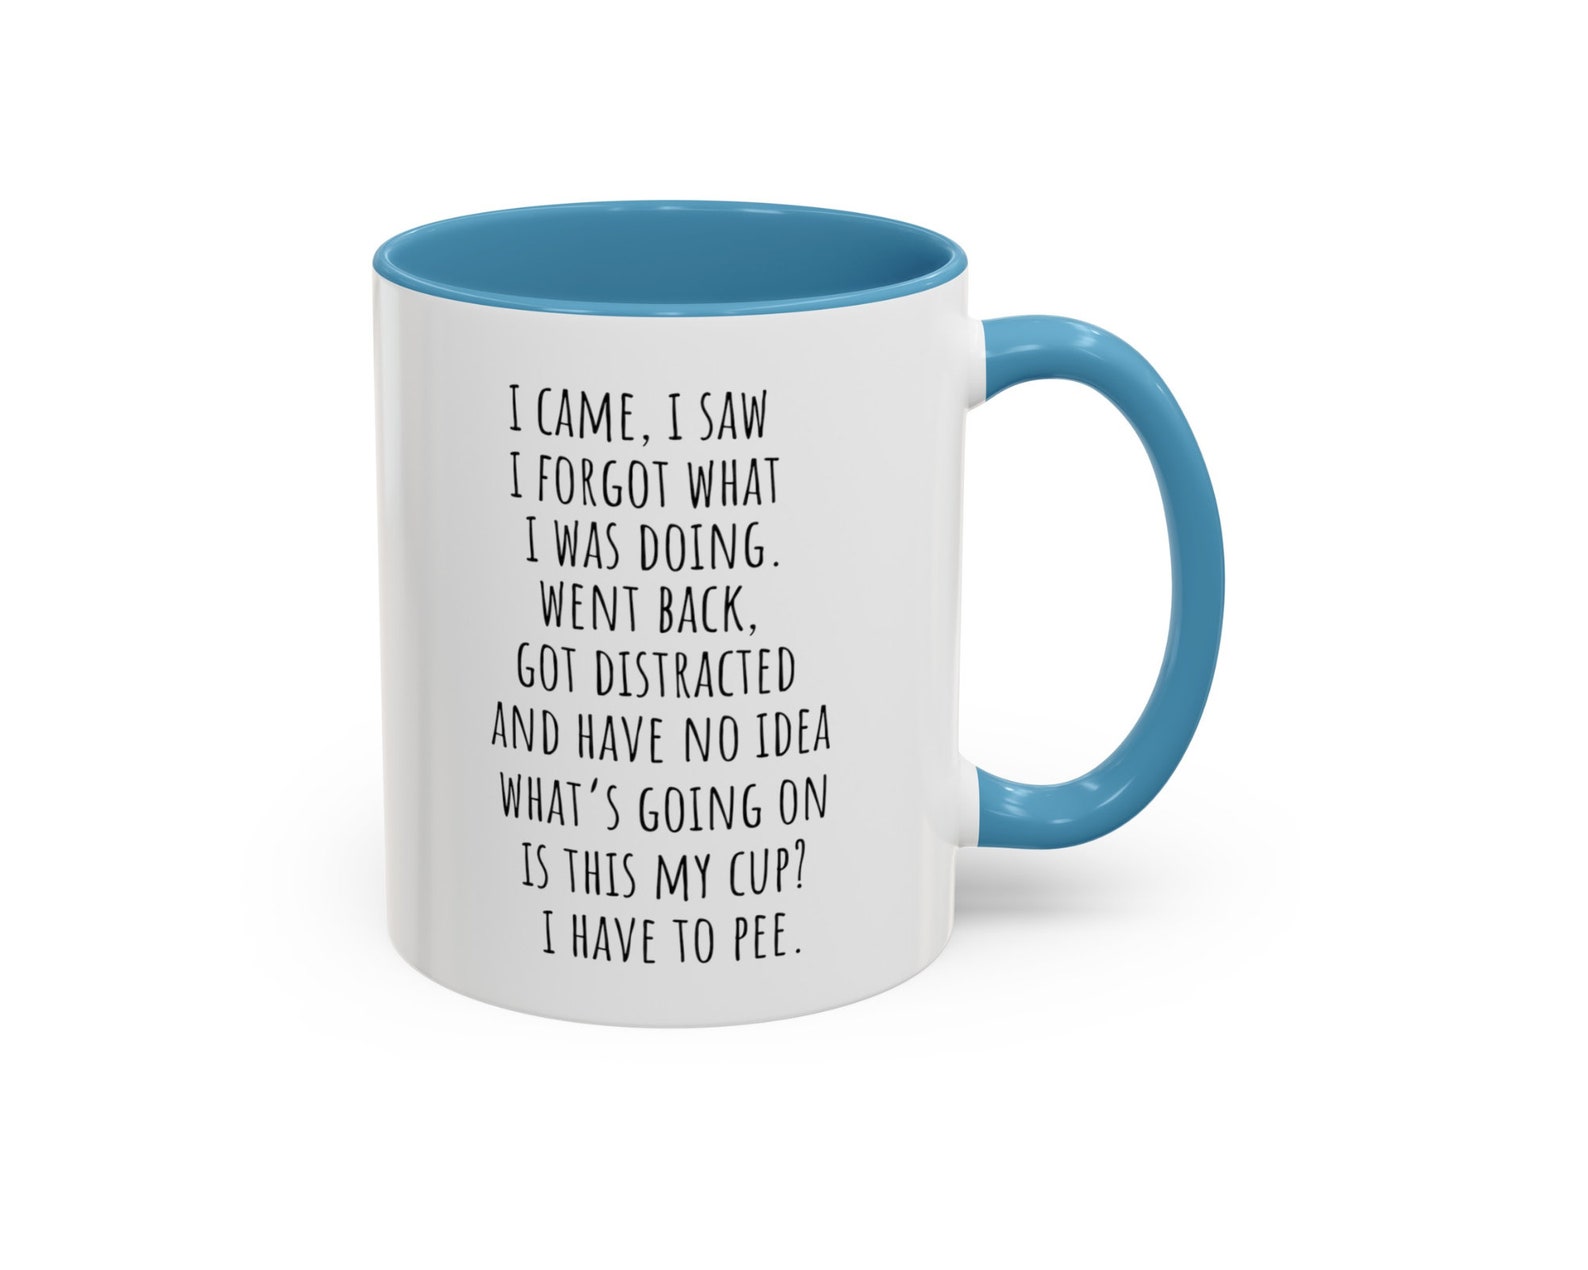 I CAME, I SAW
I FORGOT WHAT
I WAS DOING.
WENT BACK,
GOT DISTRACTED
AND HAVE NO IDEA
WHAT'S GOING ON
IS THIS MY CUP?
I HAVE TO PEE.